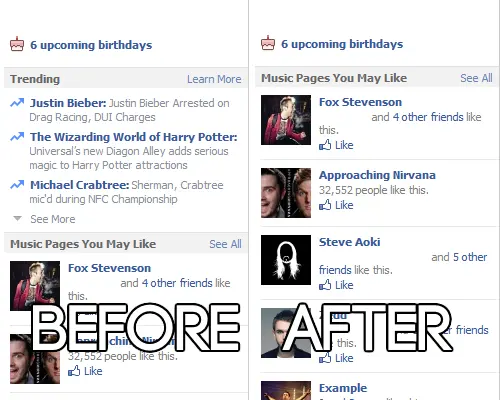 6 upcoming birthdays
Trending
Learn More
Justin Bieber: Justin Bieber Arrested on
Drag Racing, DUI Charges
The Wizarding World of Harry Potter:
Universal's new Diagon Alley adds serious
magic to Harry Potter attractions
Michael Crabtree: Sherman, Crabtree
mic'd during NFC Championship
See More
Music Pages You May Like
See All
Fox Stevenson
and 4 other friends like
this.
Approaching Nirvana
32,552 people like this.
Like
BEFORE
6 upcoming birthdays
Music Pages You May Like
See All
Fox Stevenson
and 4 other friends like
this.
Like
Approaching Nirvana
32,552 people like this.
Like
Steve Aoki
and 5 other
friends like this.
Like
friends
like this.
Like
Example
AFTER